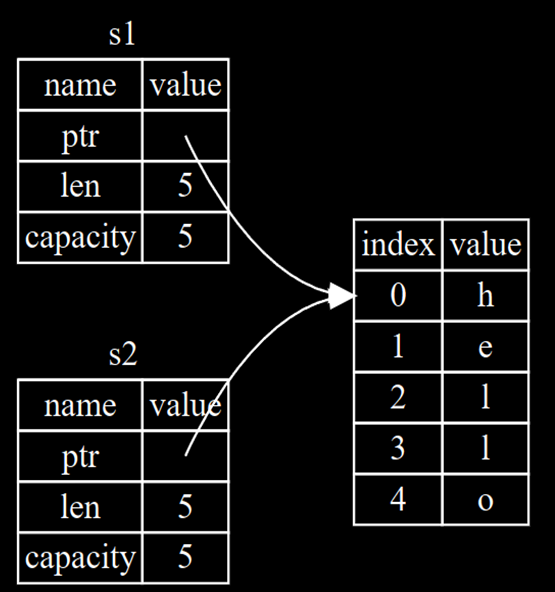 s1
name value
ptr
len 5
capacity 5
s2
name value
ptr
len 5
capacity 5
index value
0 h
1 e
2 l
3 l
4 o